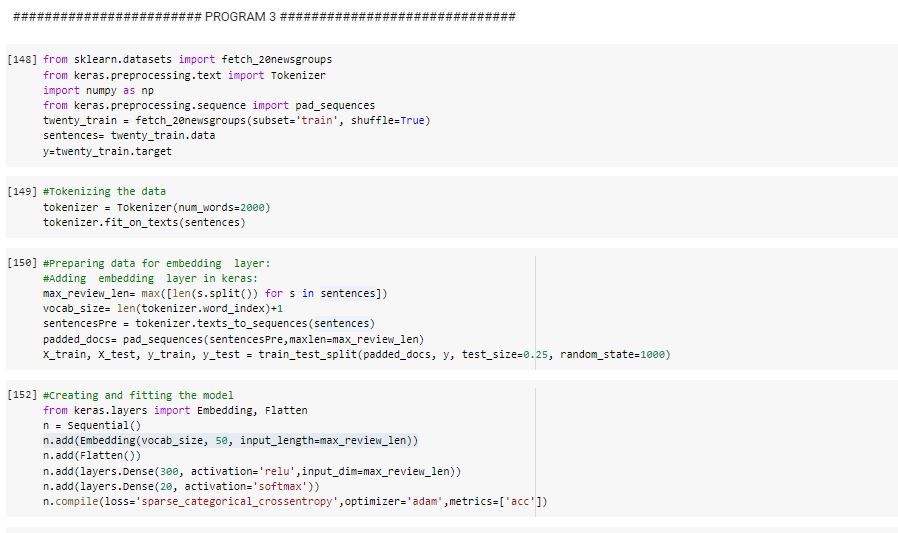 ######################## PROGRAM 3 ##############################
[148] from sklearn.datasets import fetch_20newsgroups
from keras.preprocessing.text import Tokenizer
import numpy as np
from keras.preprocessing.sequence import pad_sequences
twenty_train = fetch_20newsgroups(subset='train', shuffle=True)
sentences= twenty_train.data
y=twenty_train.target
[149] #Tokenizing the data
tokenizer = Tokenizer(num_words=2000)
tokenizer.fit_on_texts(sentences)
[150] #Preparing data for embedding  layer:
#Adding  embedding  layer in keras:
max_review_len= max([len(s.split()) for s in sentences])
vocab_size= len(tokenizer.word_index)+1
sentencesPre = tokenizer.texts_to_sequences(sentences)
padded_docs= pad_sequences(sentencesPre,maxlen=max_review_len)
X_train, X_test, y_train, y_test = train_test_split(padded_docs, y, test_size=0.25, random_state=1000)
[152] #Creating and fitting the model
from keras.layers import Embedding, Flatten
n = Sequential()
n.add(Embedding(vocab_size, 50, input_length=max_review_len))
n.add(Flatten())
n.add(layers.Dense(300, activation='relu',input_dim=max_review_len))
n.add(layers.Dense(20, activation='softmax'))
n.compile(loss='sparse_categorical_crossentropy',optimizer='adam',metrics=['acc'])